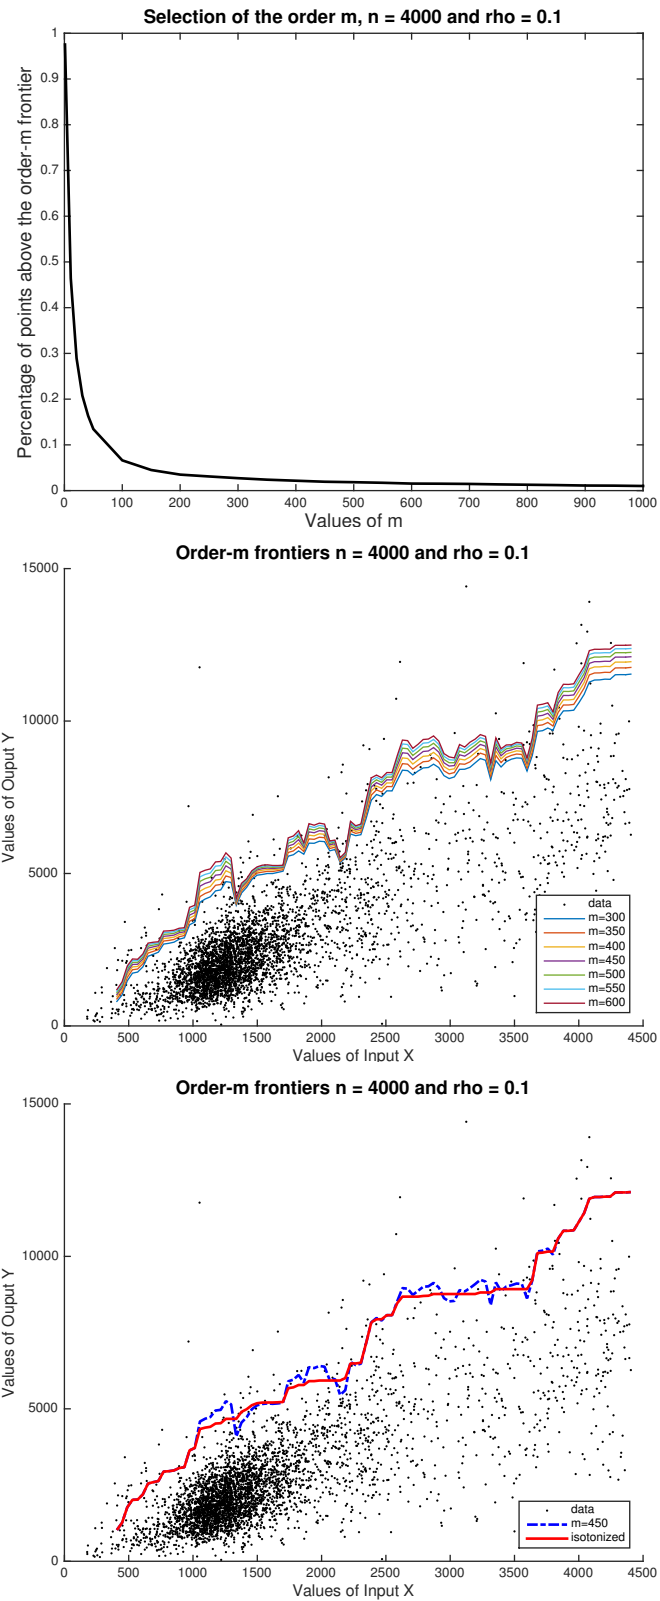 Selection of the order m, n = 4000 and rho = 0.1
Percentage of points above the order-m frontier
1
0.9
0.8
0.7
0.6
0.5
0.4
0.3
0.2
0.1
0
0 100 200 300 400 500 600 700 800 900 1000
Values of m
Order-m frontiers n = 4000 and rho = 0.1
Values of Ouput Y
15000
10000
5000
0
data
m=300
m=350
m=400
m=450
m=500
m=550
m=600
0 500 1000 1500 2000 2500 3000 3500 4000 4500
Values of Input X
Order-m frontiers n = 4000 and rho = 0.1
Values of Ouput Y
15000
10000
5000
0
data
m=450
isotonized
0 500 1000 1500 2000 2500 3000 3500 4000 4500
Values of Input X